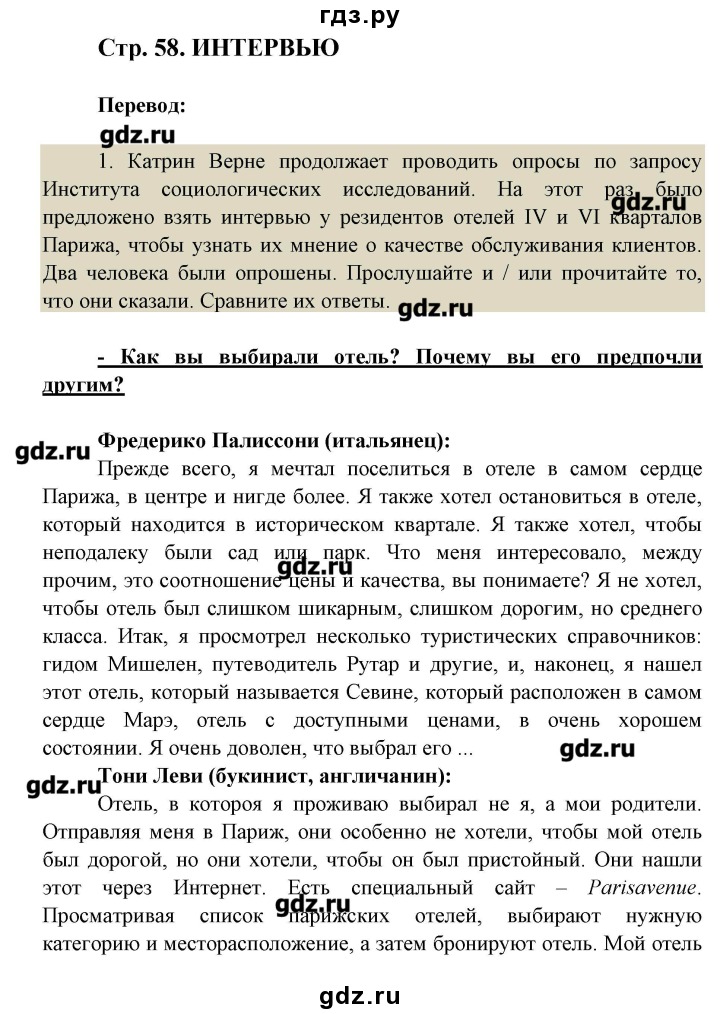 гдз.ру
Стр. 58. ИНТЕРВЬЮ
Перевод:
gdz.ru
1. Катрин Верне продолжает проводить опросы по запросу
Института социологических исследований. На этот раз было
gdz.ru
предложено взять интервью у резидентов отелей IV и VI кварталов
Парижа, чтобы узнать их мнение о качестве обслуживания клиентов.
Два человека были опрошены. Прослушайте и / или прочитайте то,
что они сказали. Сравните их ответы.
gdz.ru
- Как вы выбирали отель? Почему вы его предпочли
другим?
Фредерико Палиссони (итальянец):
gdz.ru
Прежде всего, я мечтал поселиться в отеле в самом сердце
Парижа, в центре и нигде более. Я также хотел остановиться в отеле,
который находится в историческом квартале. Я также хотел, чтобы
неподалеку были сад или парк. Что меня интересовало, между
gdz.ru
прочим, это соотношение цены и качества, вы понимаете? Я не хотел,
чтобы отель был слишком шикарным, слишком дорогим, но среднего
класса. Итак, я просмотрел несколько туристических справочников:
гидом Мишелен, путеводитель Рутар и другие, и, наконец, я нашел
этот отель, который называется Севине, который расположен в самом
сердце Марэ, отель с доступными ценами, в очень хорошем
состоянии. Я очень доволен, что выбрал его ...
gdz.ru
Тони Леви (букинист, англичанин):
gdz.ru
Отель, в котороя я проживаю выбирал не я, а мои родители.
Отправляя меня в Париж, они особенно не хотели, чтобы мой отель
был дорогой, но они хотели, чтобы он был пристойный. Они нашли
этот через Интернет. Есть специальный сайт – Parisavenue.
gdz.ru
Просматривая список парижских отелей, выбирают нужную
категорию и месторасположение, а затем бронируют отель. Мой отель
gdz.ru